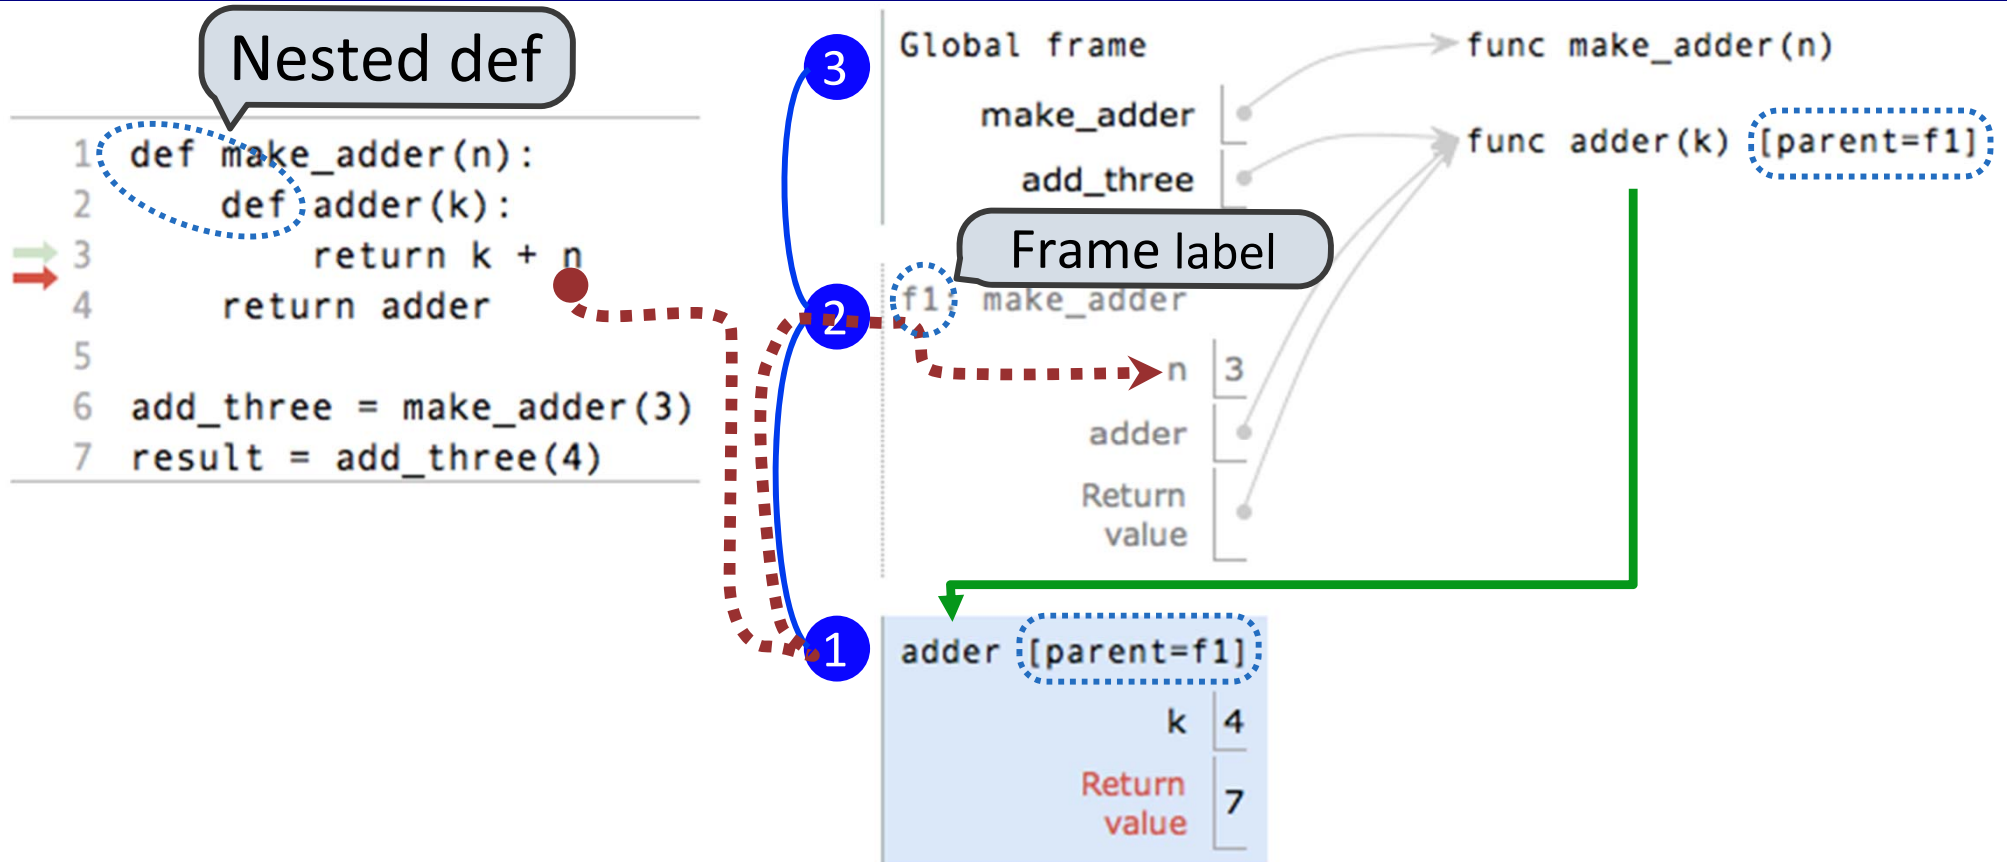 Nested def
1 def make_adder(n):
2 def adder(k):
3 return k + n
4 return adder
5
6 add_three = make_adder(3)
7 result = add_three(4)
3
Global frame
make_adder
add_three
func make_adder(n)
func adder(k) [parent=f1]
Frame label
2
f1: make_adder
n 3
adder
Return
value
1
adder [parent=f1]
k 4
Return
value 7